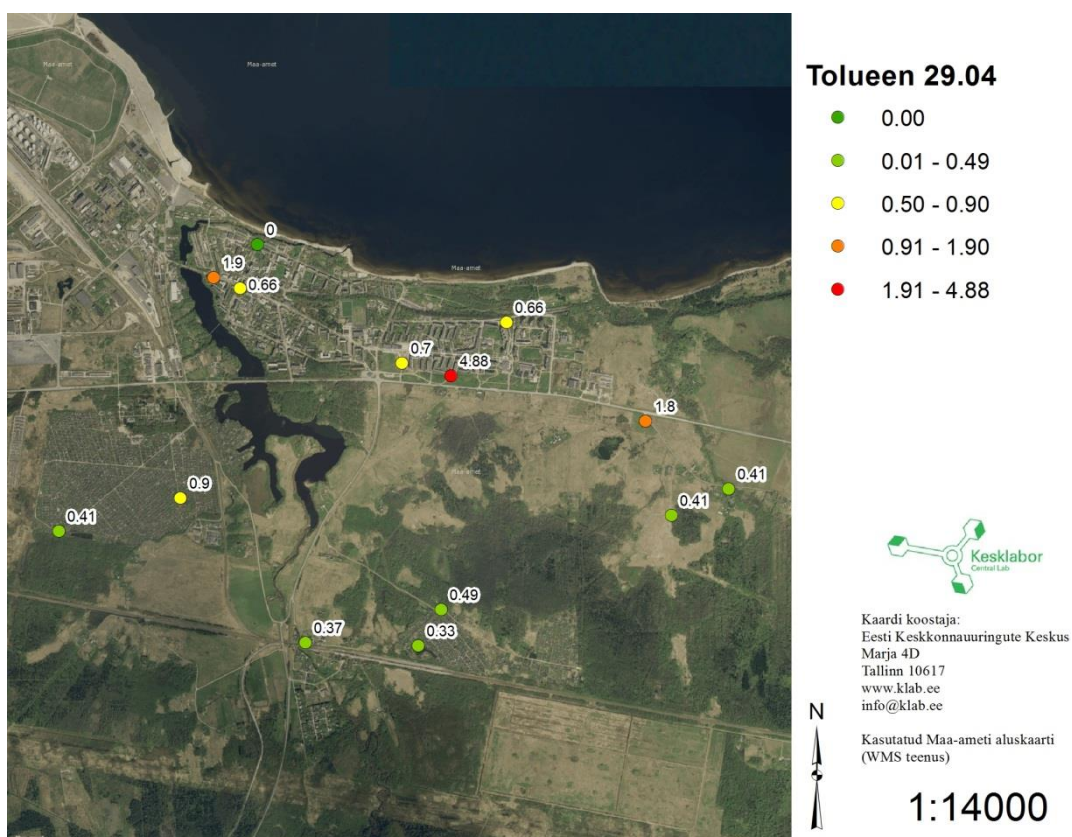 Maa-amet
Maa-amet
0
1.9
Maa-amet
0.66
Maa-amet
0.66
0.7
4.88
1.8
Maa-amet
0.41
0.9
0.41
0.41
0.49
0.37
0.33
Tolueen 29.04
0.00
0.01 - 0.49
0.50 - 0.90
0.91 - 1.90
1.91 - 4.88
Kesklabor
Central Lab
Kaardi koostaja:
Eesti Keskkonnauuringute Keskus
Marja 4D
Tallinn 10617
www.klab.ee
info@klab.ee
N
Kasutatud Maa-ameti aluskaarti
(WMS teenus)
1:14000